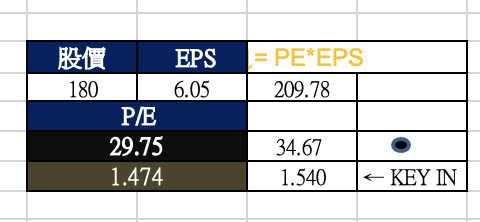 股價 EPS = PE*EPS
180 6.05 209.78
P/E
29.75 34.67
1.474 1.540 ← KEY IN